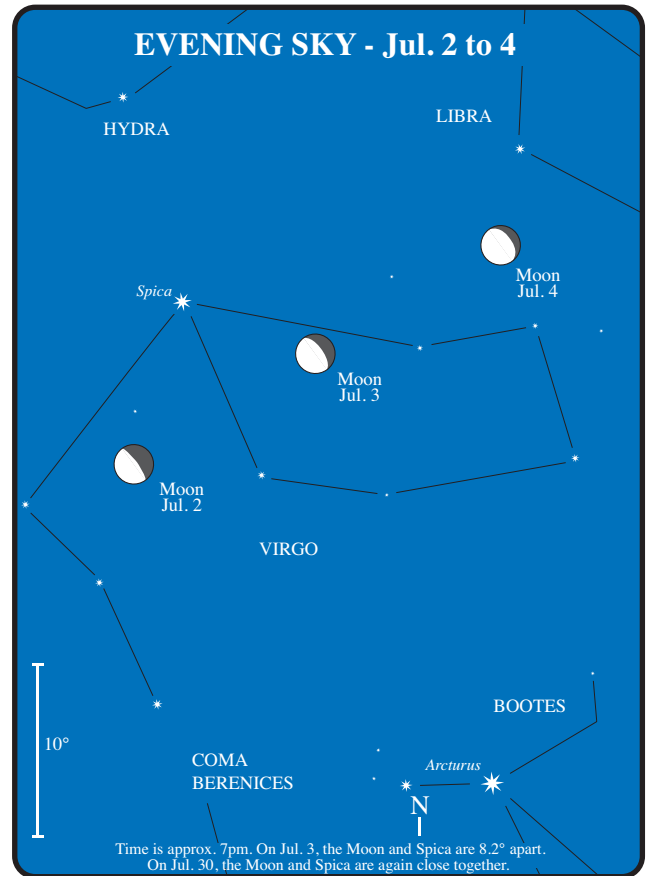 EVENING SKY - Jul. 2 to 4
HYDRA
LIBRA
Moon
Jul. 4
Spica
Moon
Jul. 3
Moon
Jul. 2
VIRGO
BOOTES
10°
COMA
BERENICES
Arcturus
N
Time is approx. 7pm. On Jul. 3, the Moon and Spica are 8.2° apart.
On Jul. 30, the Moon and Spica are again close together.